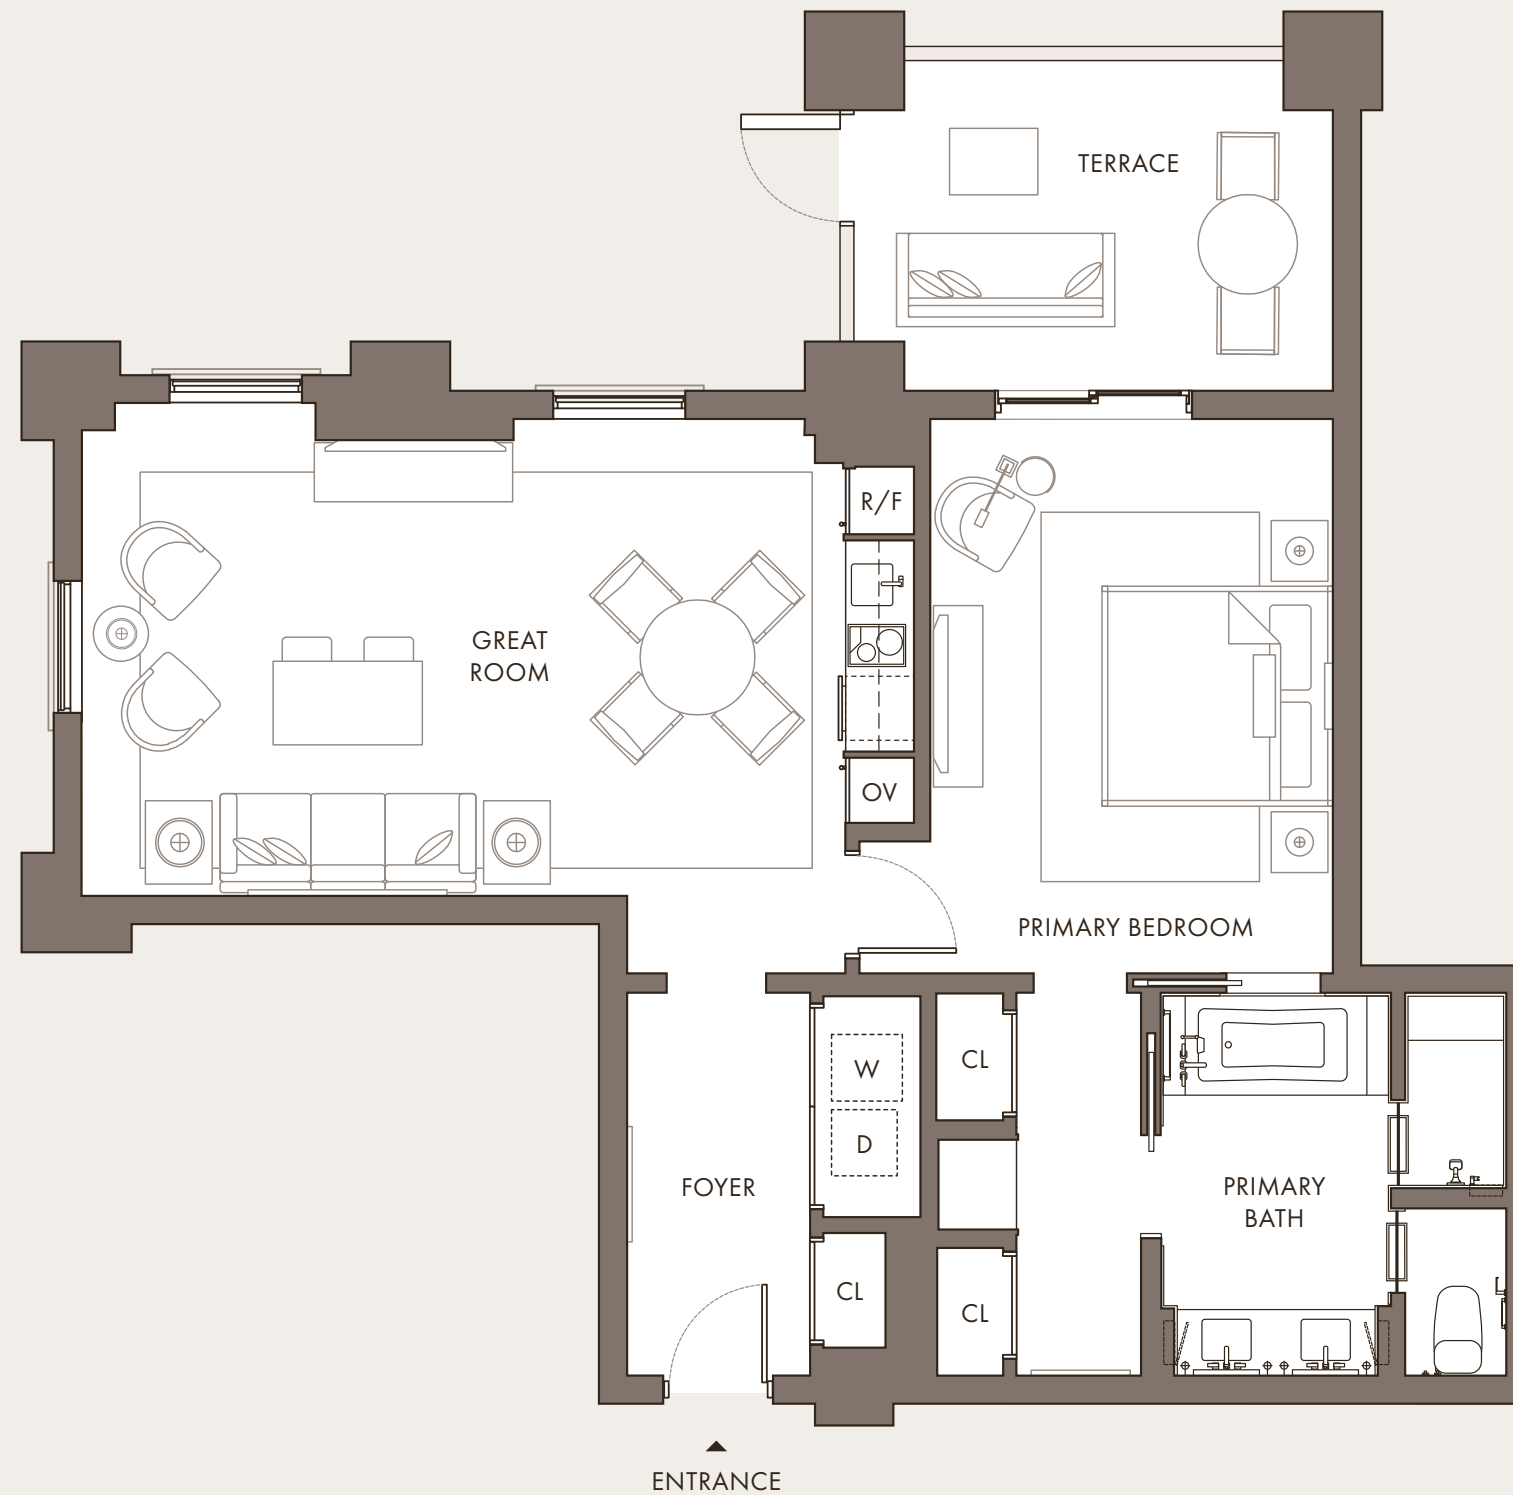 TERRACE
R/F
GREAT
ROOM
OV
PRIMARY BEDROOM
W
CL
D
FOYER
PRIMARY
BATH
CL
CL
ENTRANCE